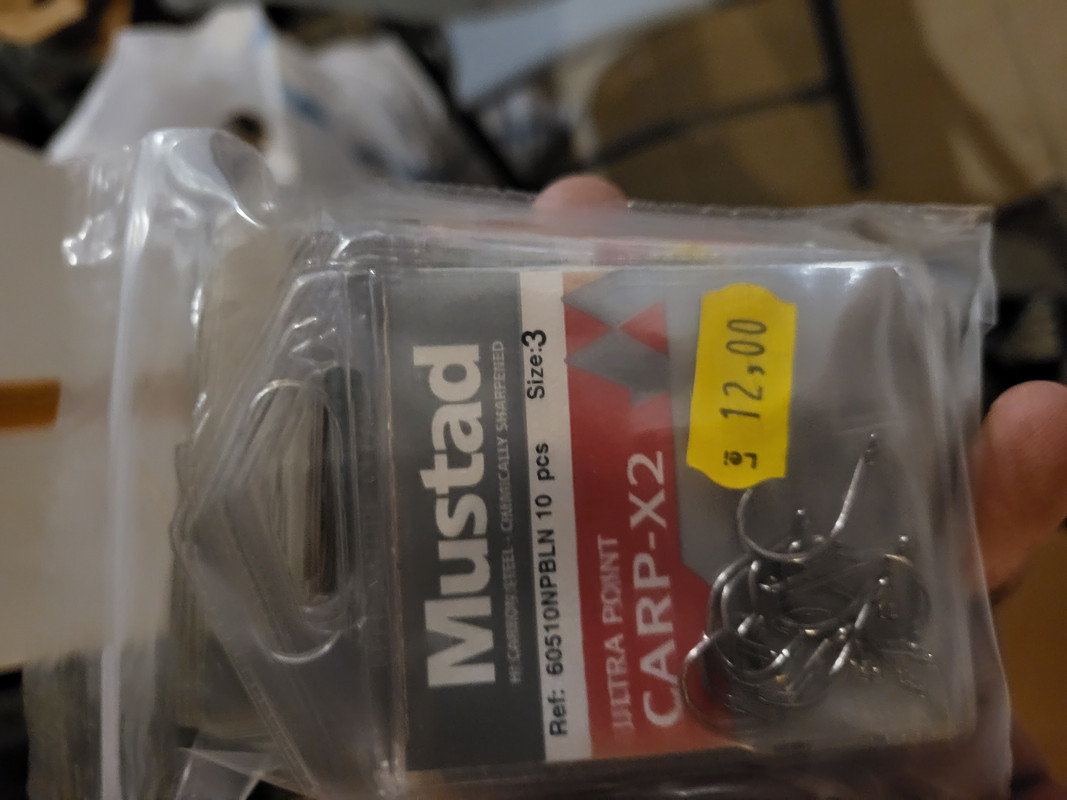 Mustad
HI CARBON STEEL - CHEMICALLY SHARPENED
Ref: 60510NPBLN 10 pcs Size:3
ULTRA POINT
CARP-X2
12,00